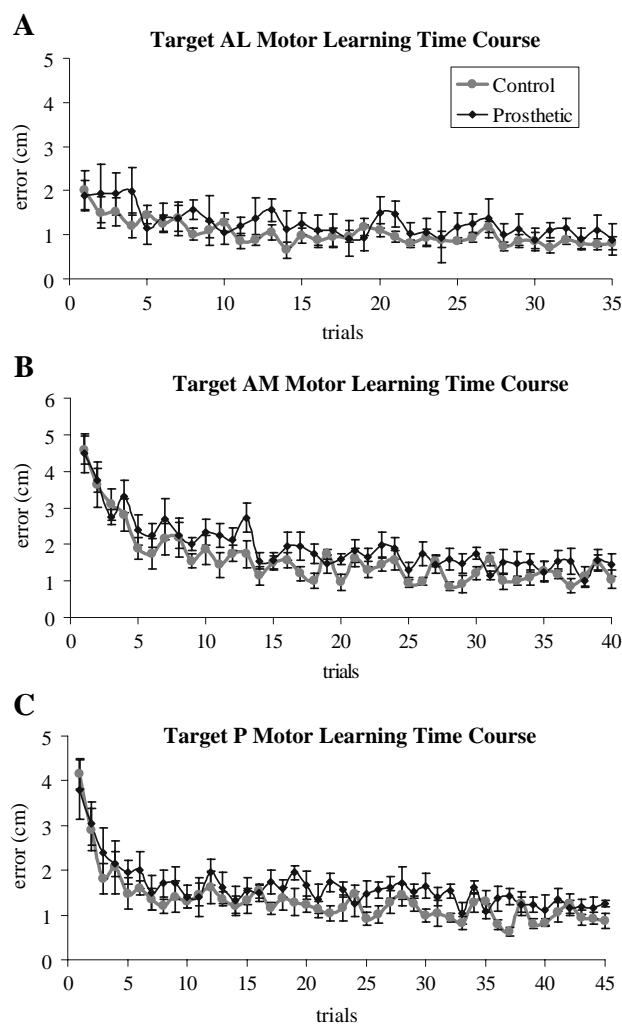 A
Target AL Motor Learning Time Course
5
4
3
2
1
0
error (cm)
Control
Prosthetic
0 5 10 15 20 25 30 35
trials
B
Target AM Motor Learning Time Course
6
5
4
3
2
1
0
error (cm)
0 5 10 15 20 25 30 35 40
trials
C
Target P Motor Learning Time Course
5
4
3
2
1
0
error (cm)
0 5 10 15 20 25 30 35 40 45
trials